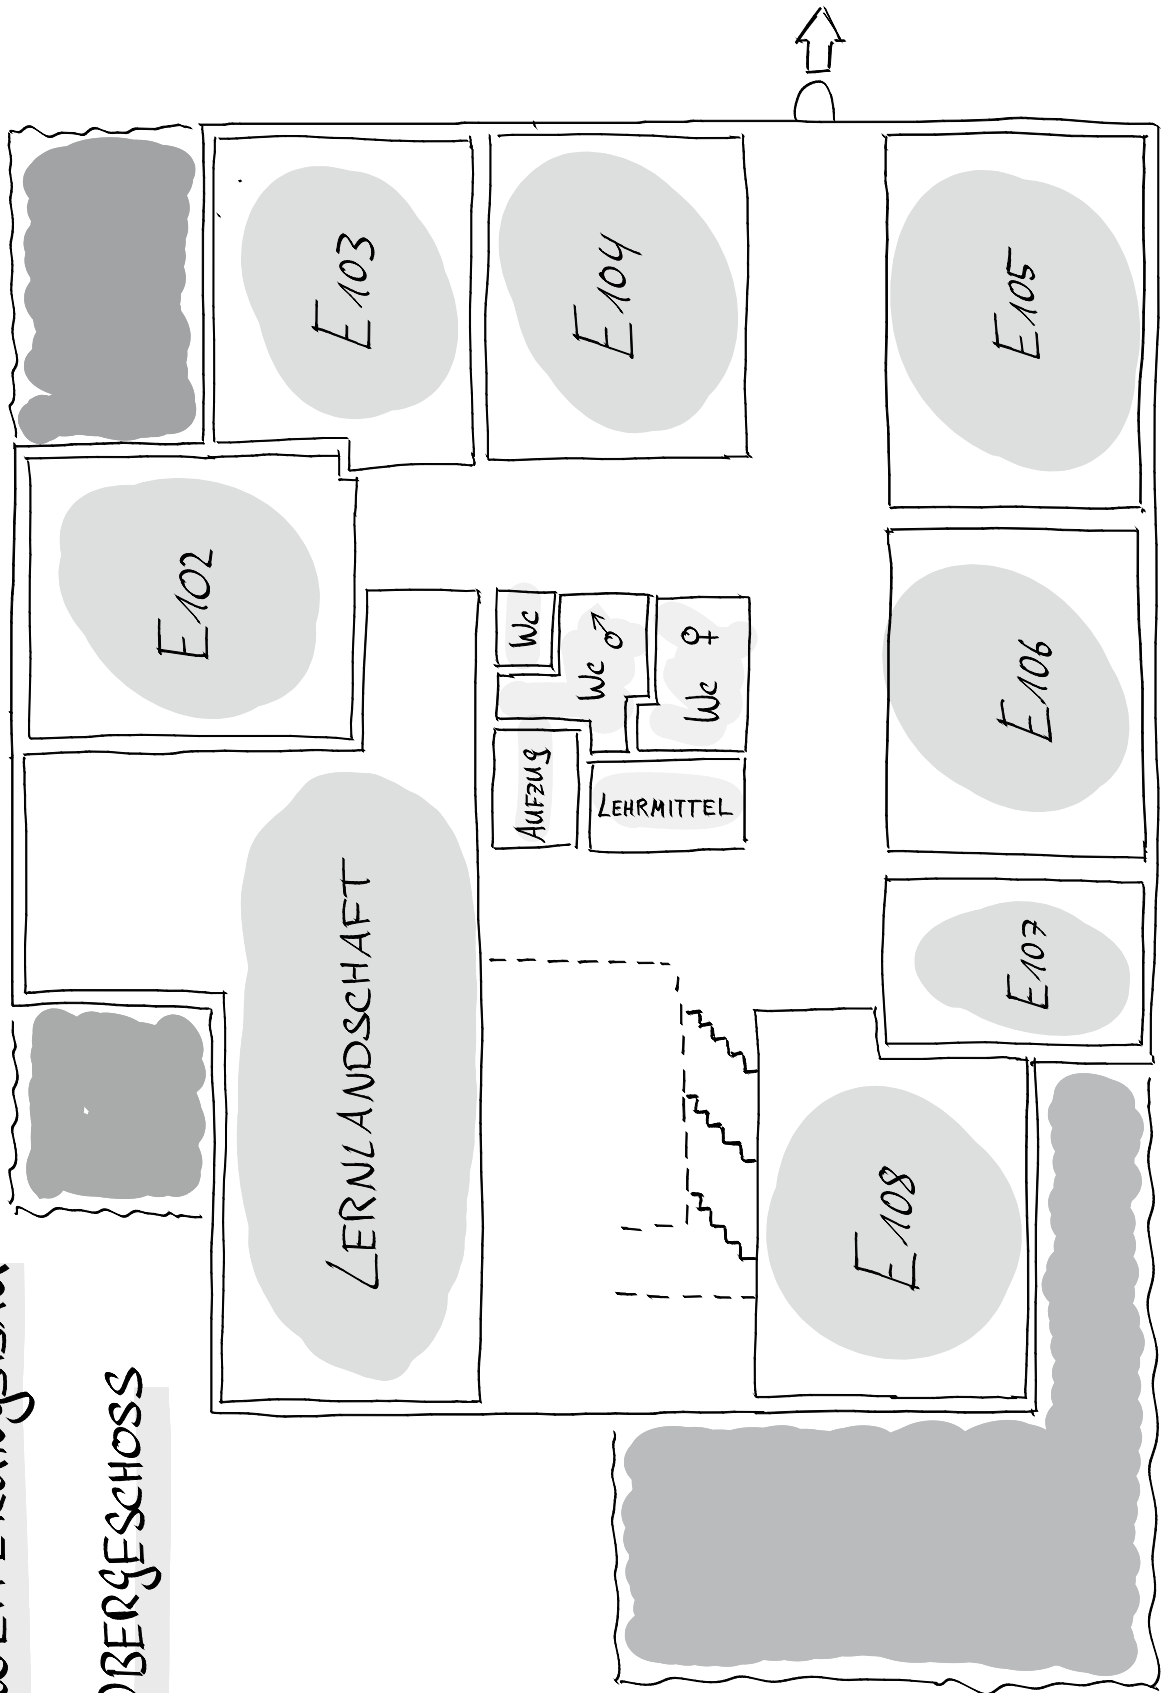 OBERGESCHOSS
E102
E103
E104
E105
E106
E107
E108
LERNLANDSCHAFT
AUFZUG
LEHRMITTEL
Wc
Wc ♂
Wc ♀